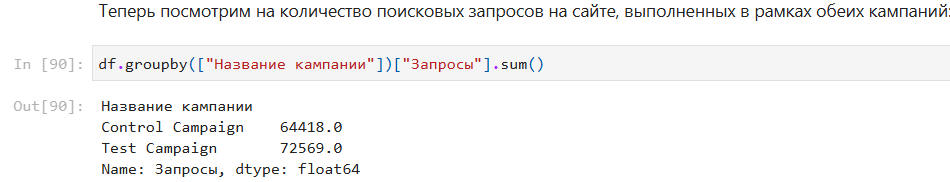 Теперь посмотрим на количество поисковых запросов на сайте, выполненных в рамках обеих кампаний:
In [90]: df.groupby(["Название кампании"])["Запросы"].sum()
Out[90]: Название кампании
Control Campaign    64418.0
Test Campaign       72569.0
Name: Запросы, dtype: float64